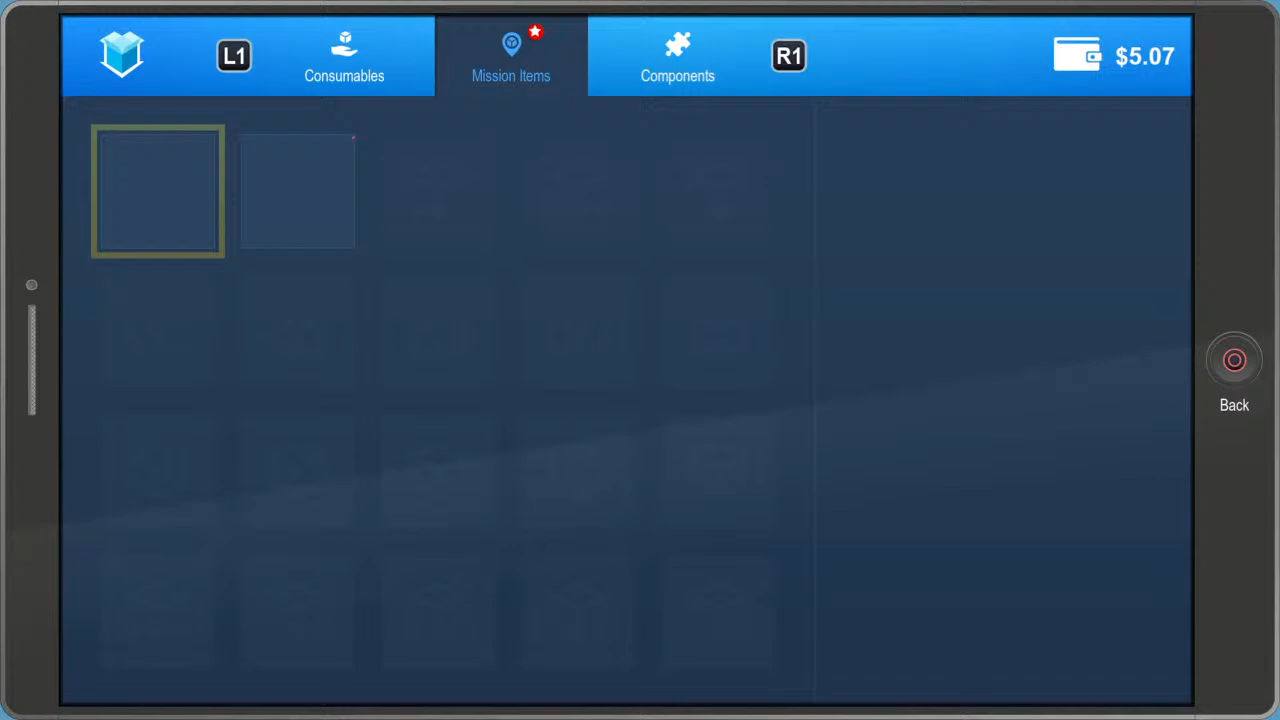 L1
Consumables
Mission Items
Components
R1
$5.07
Back